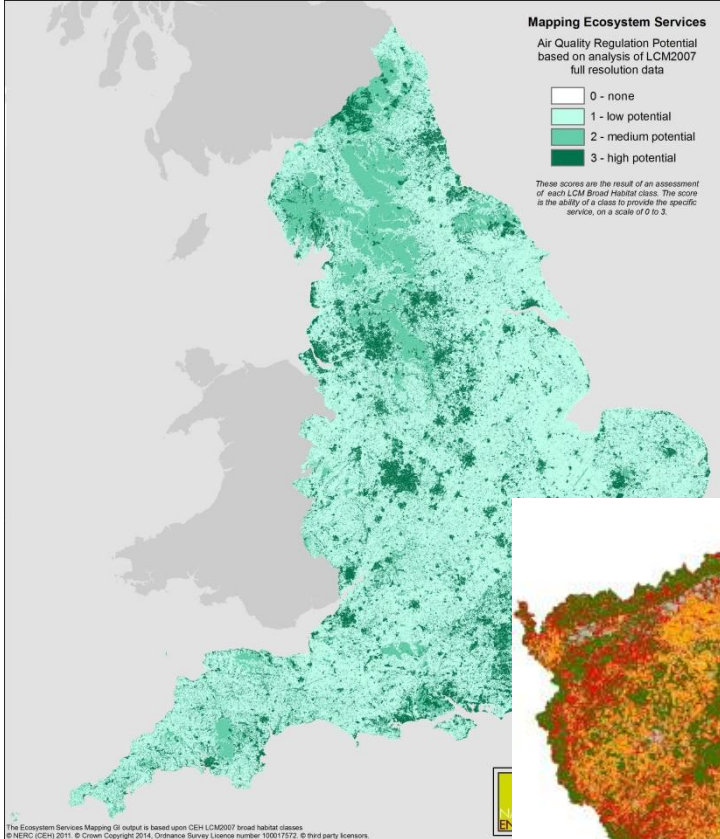 Mapping Ecosystem Services
Air Quality Regulation Potential
based on analysis of LCM2007
full resolution data
0 - none
1 - low potential
2 - medium potential
3 - high potential
These scores are the result of an assessment
of each LCM Broad Habitat class. The score
is the ability of a class to provide the specific
service, on a scale of 0 to 3.
The Ecosystem Services Mapping GI output is based upon CEH LCM2007 broad habitat classes
© NERC (CEH) 2011. © Crown Copyright 2014, Ordnance Survey Licence number 100017572. © third party licensors.